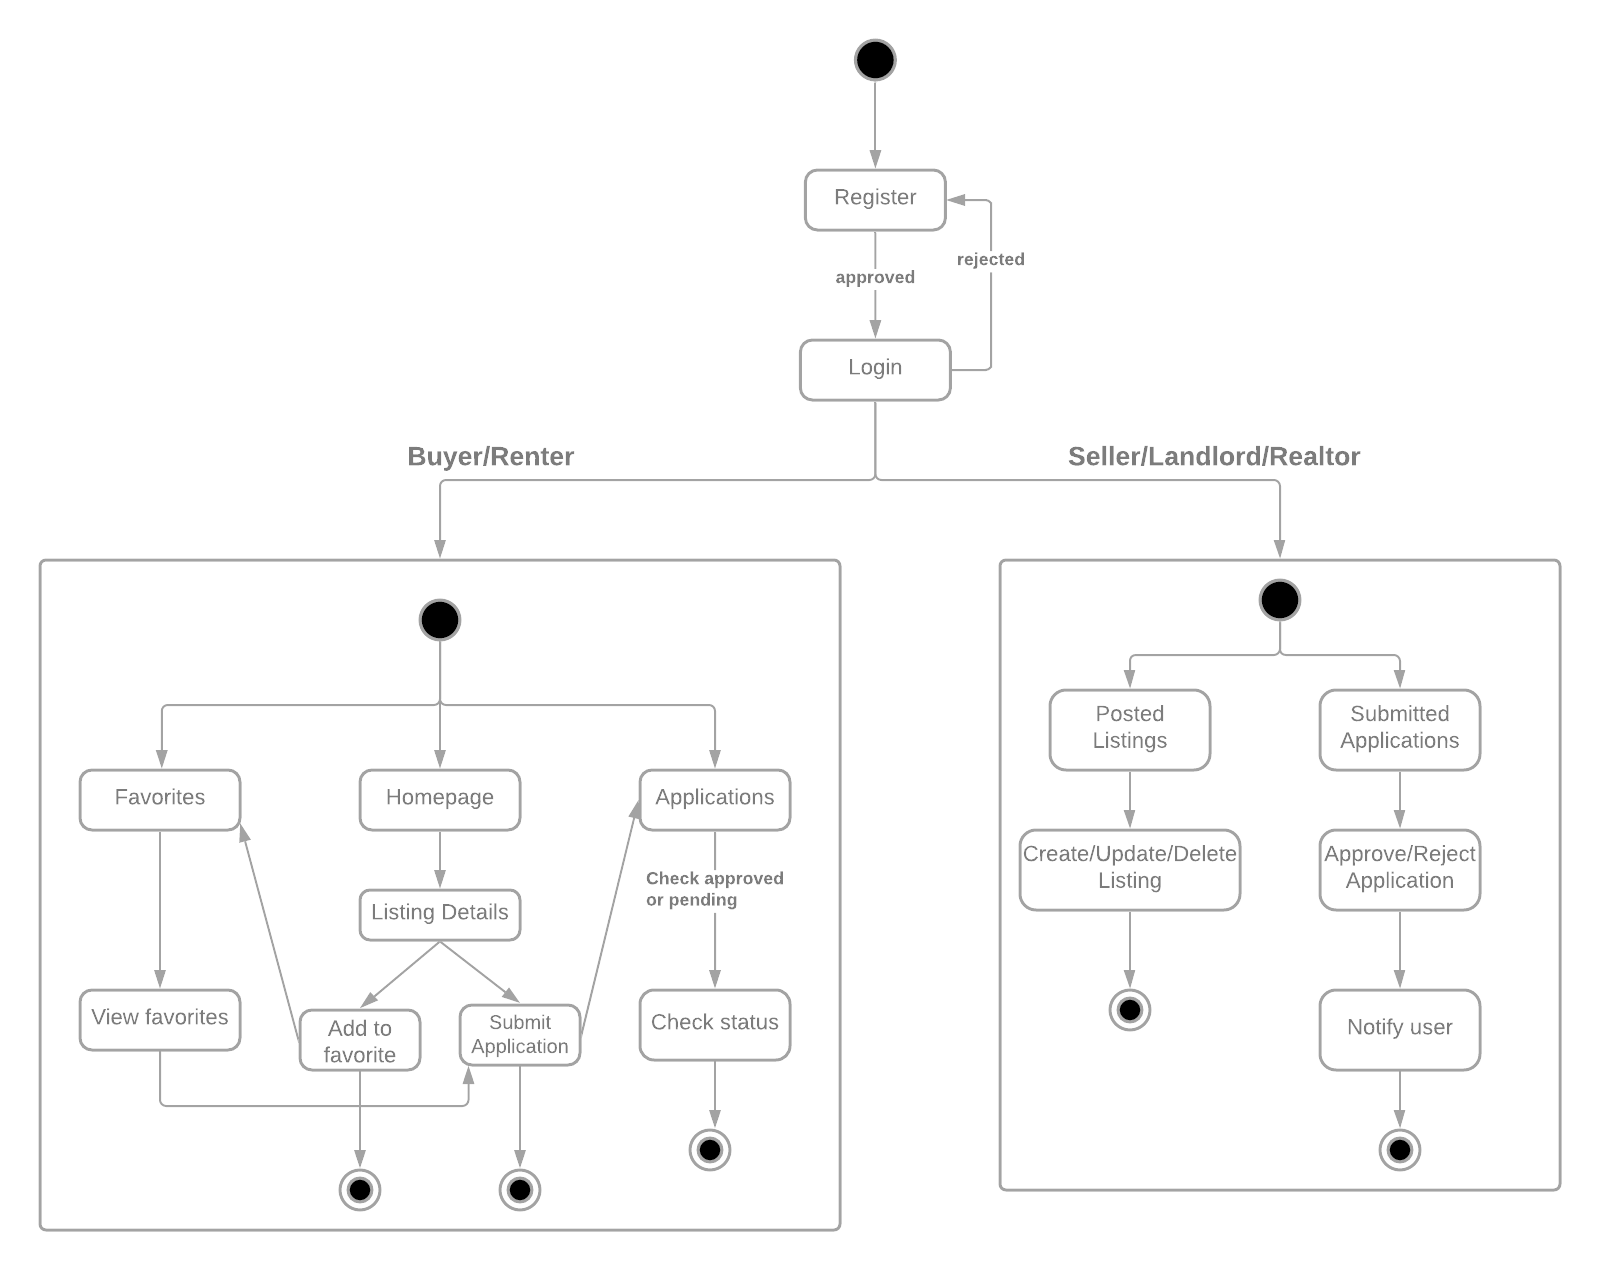 Register
rejected
approved
Login
Buyer/Renter
Seller/Landlord/Realtor
Favorites
Homepage
Applications
Check approved
or pending
Listing Details
View favorites
Add to
favorite
Submit
Application
Check status
Posted
Listings
Submitted
Applications
Create/Update/Delete
Listing
Approve/Reject
Application
Notify user